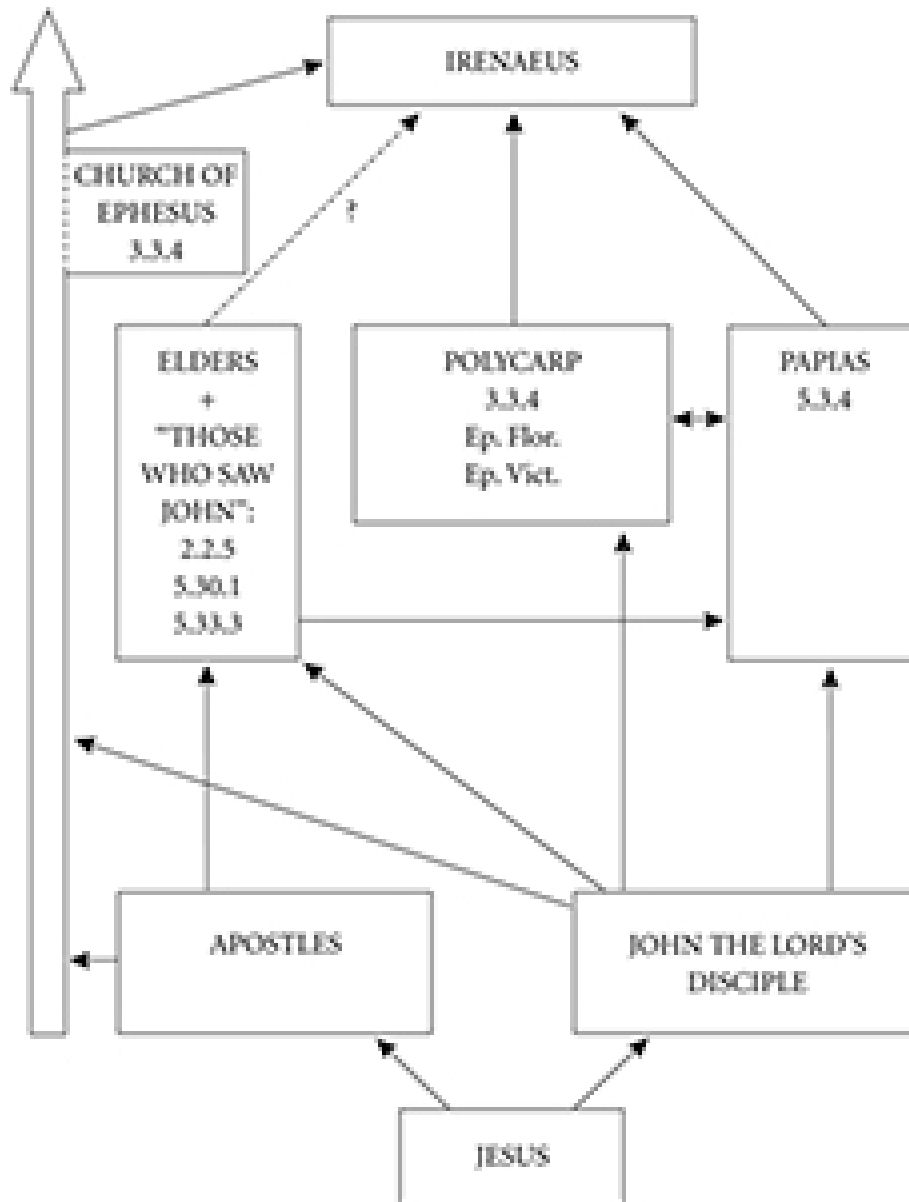 IRENAEUS
CHURCH OF
EPHESUS
3.3.4
?
ELDERS
+
"THOSE
WHO SAW
JOHN":
2.2.5
5.30.1
5.33.3
POLYCARP
3.3.4
Ep. Flor.
Ep. Vict.
PAPIAS
5.3.4
APOSTLES
JOHN THE LORD'S
DISCIPLE
JESUS